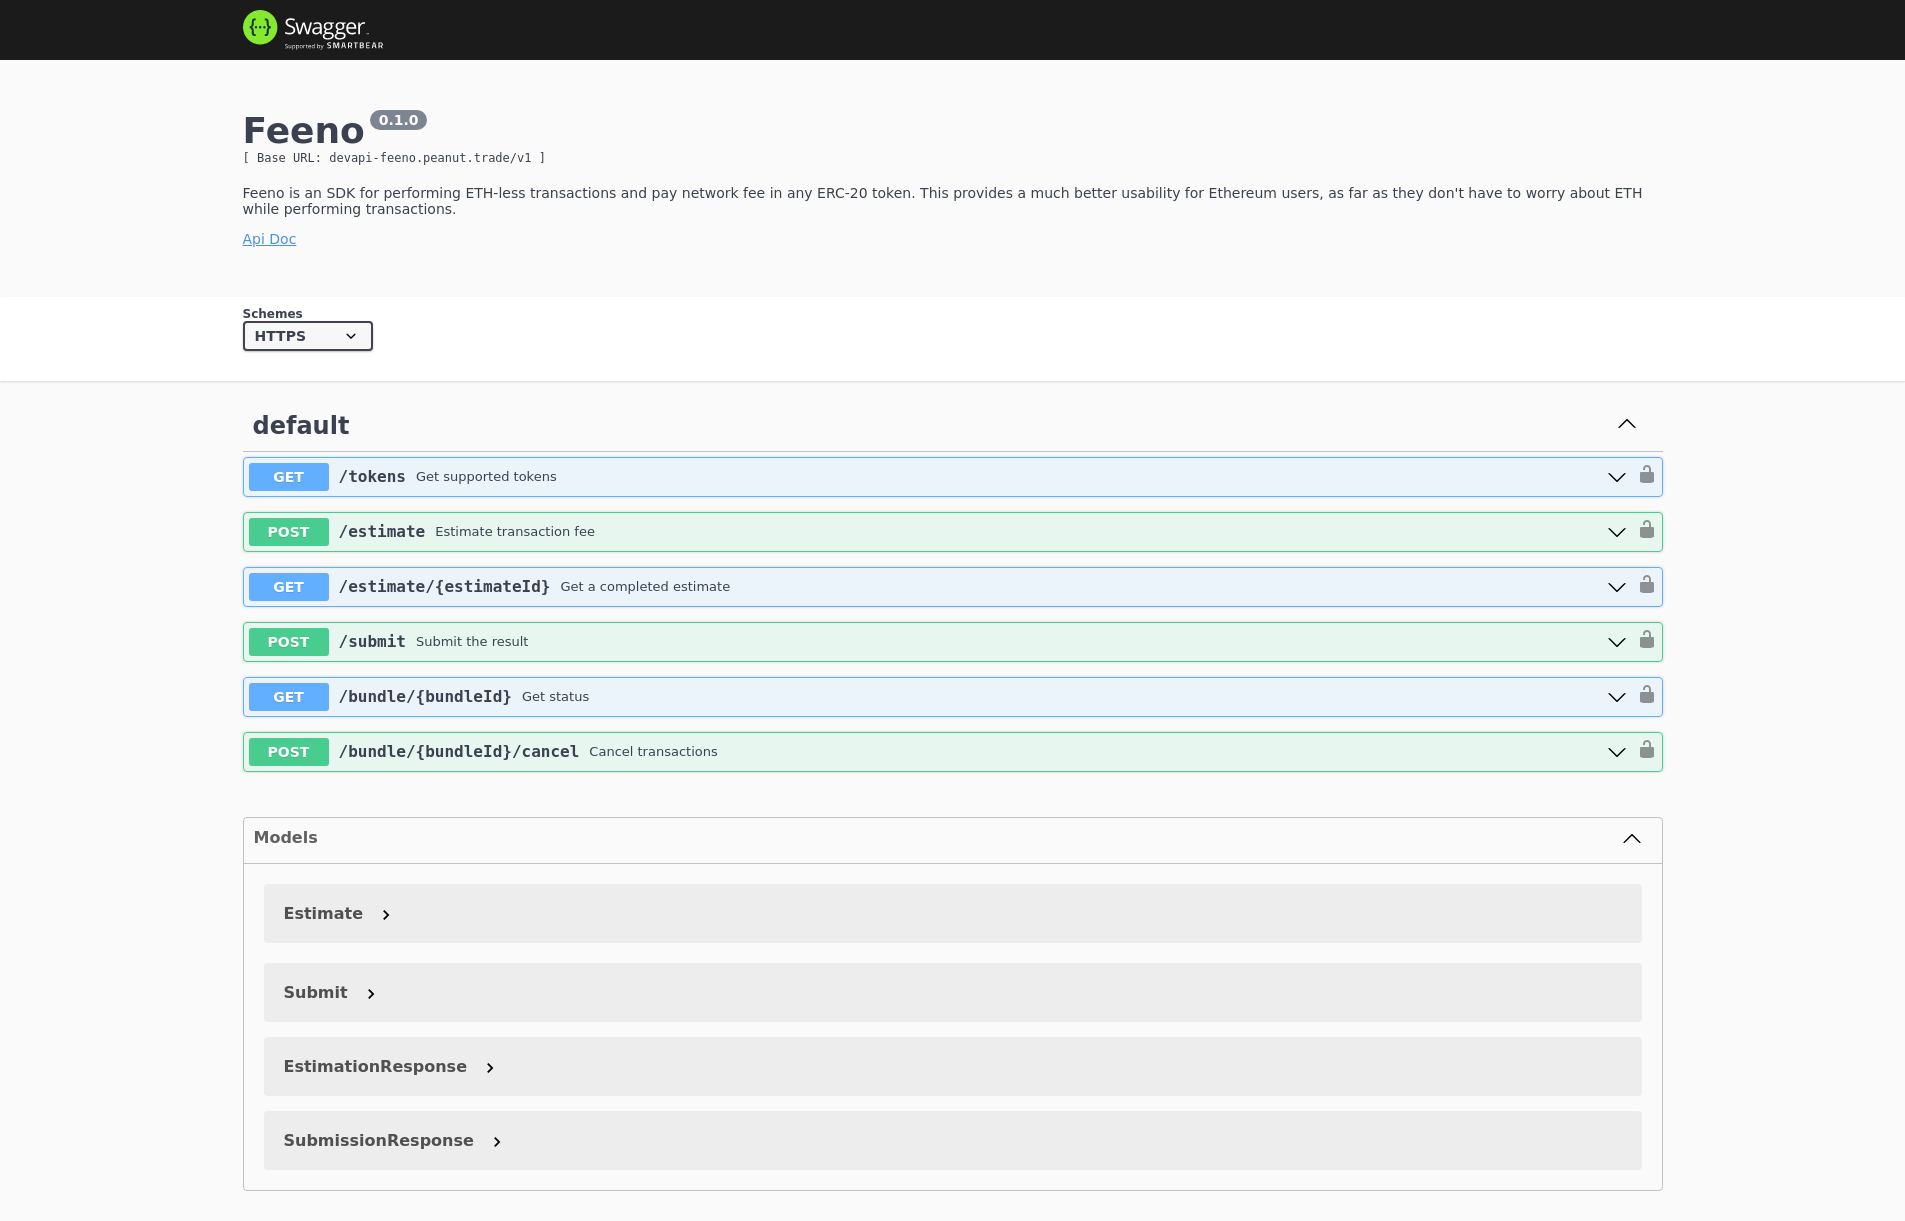 Swagger
Supported by SMARTBEAR
Feeno 0.1.0
[ Base URL: devapi-feeno.peanut.trade/v1 ]
Feeno is an SDK for performing ETH-less transactions and pay network fee in any ERC-20 token. This provides a much better usability for Ethereum users, as far as they don't have to worry about ETH
while performing transactions.
Api Doc
Schemes
HTTPS
default
GET /tokens Get supported tokens
POST /estimate Estimate transaction fee
GET /estimate/{estimateId} Get a completed estimate
POST /submit Submit the result
GET /bundle/{bundleId} Get status
POST /bundle/{bundleId}/cancel Cancel transactions
Models
Estimate
Submit
EstimationResponse
SubmissionResponse